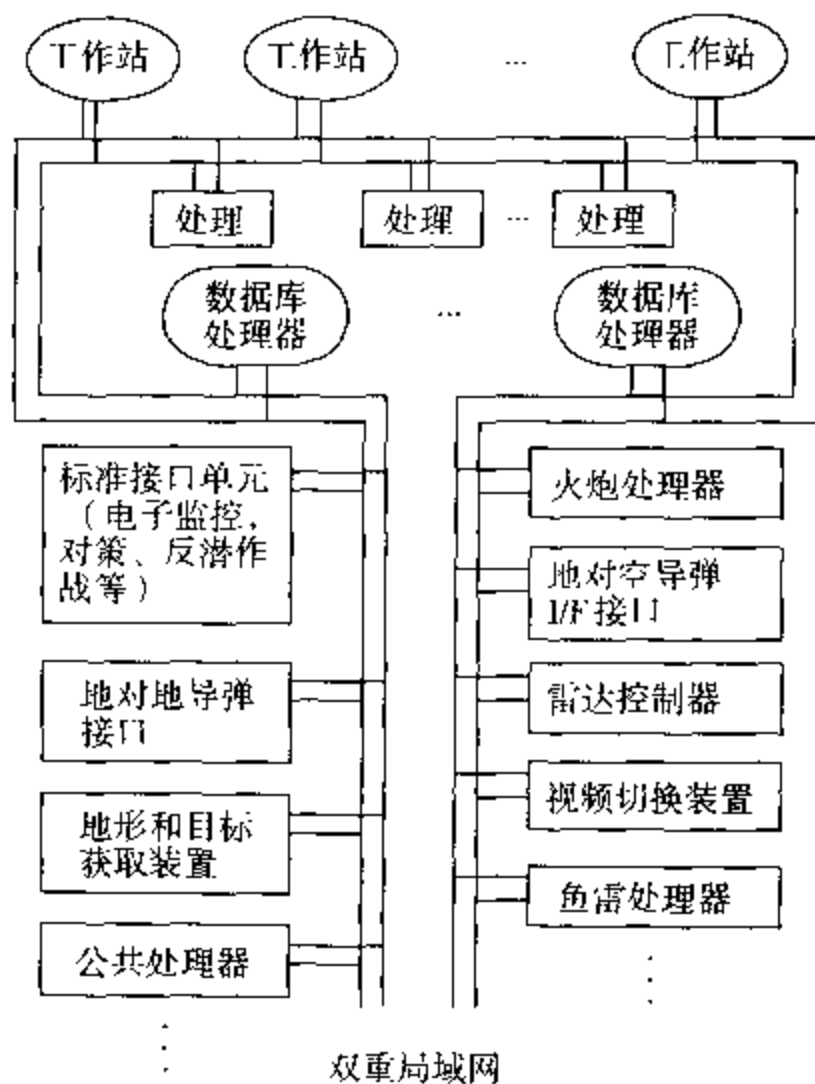 工作站
工作站
...
工作站
处理
处理
...
处理
数据库
处理器
...
数据库
处理器
标准接口单元
（电子监控,
对策、反潜作
战等）
火炮处理器
地对空导弹
I/F 接口
地对地导弹
接口
雷达控制器
视频切换装置
地形和目标
获取装置
鱼雷处理器
公共处理器
双重局域网